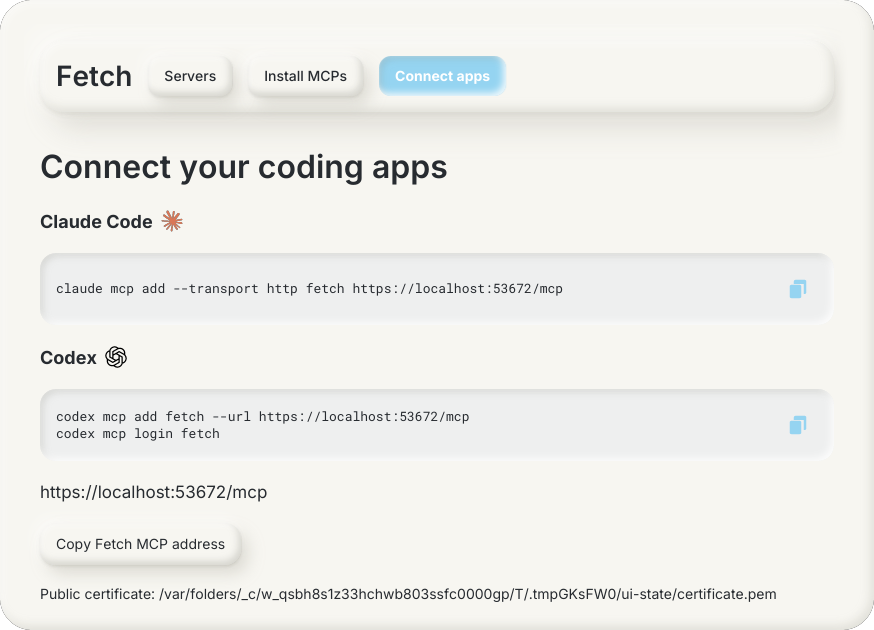 Fetch
Servers
Install MCPs
Connect apps
Connect your coding apps
Claude Code
claude mcp add --transport http fetch https://localhost:53672/mcp
Codex
codex mcp add fetch --url https://localhost:53672/mcp
codex mcp login fetch
https://localhost:53672/mcp
Copy Fetch MCP address
Public certificate: /var/folders/_c/w_qsbh8s1z33hchwb803ssfc0000gp/T/.tmpGKsFW0/ui-state/certificate.pem